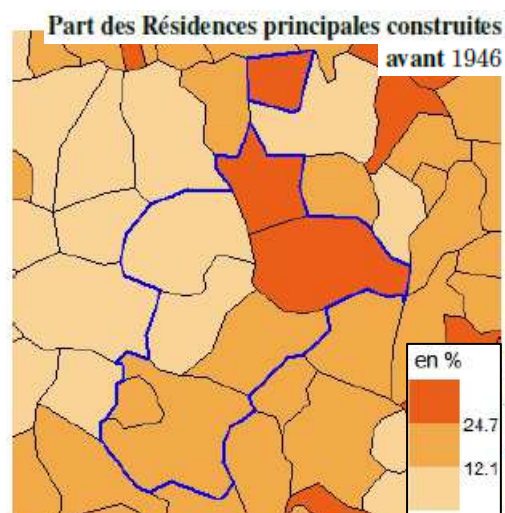 Part des Résidences principales construites
avant 1946
en %
24.7
12.1